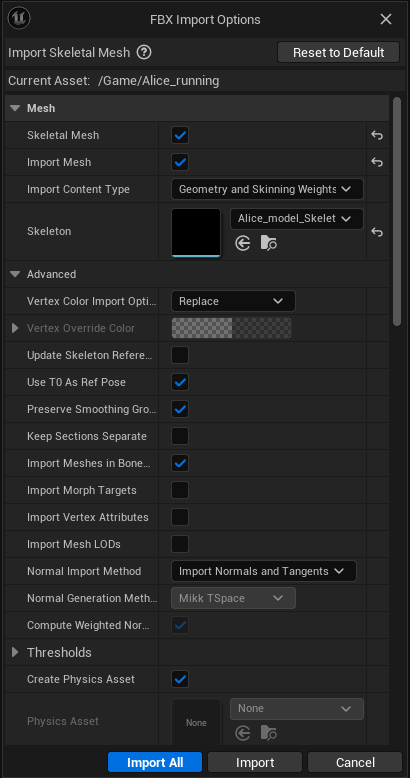 FBX Import Options
Import Skeletal Mesh ? Reset to Default
Current Asset: /Game/Alice_running
Mesh
Skeletal Mesh
Import Mesh
Import Content Type Geometry and Skinning Weights
Skeleton Alice_model_Skelet
Advanced
Vertex Color Import Opti... Replace
Vertex Override Color
Update Skeleton Refere...
Use T0 As Ref Pose
Preserve Smoothing Gro...
Keep Sections Separate
Import Meshes in Bone...
Import Morph Targets
Import Vertex Attributes
Import Mesh LODs
Normal Import Method Import Normals and Tangents
Normal Generation Meth... Mikk TSpace
Compute Weighted Nor...
Thresholds
Create Physics Asset
Physics Asset None None
Import All Import Cancel